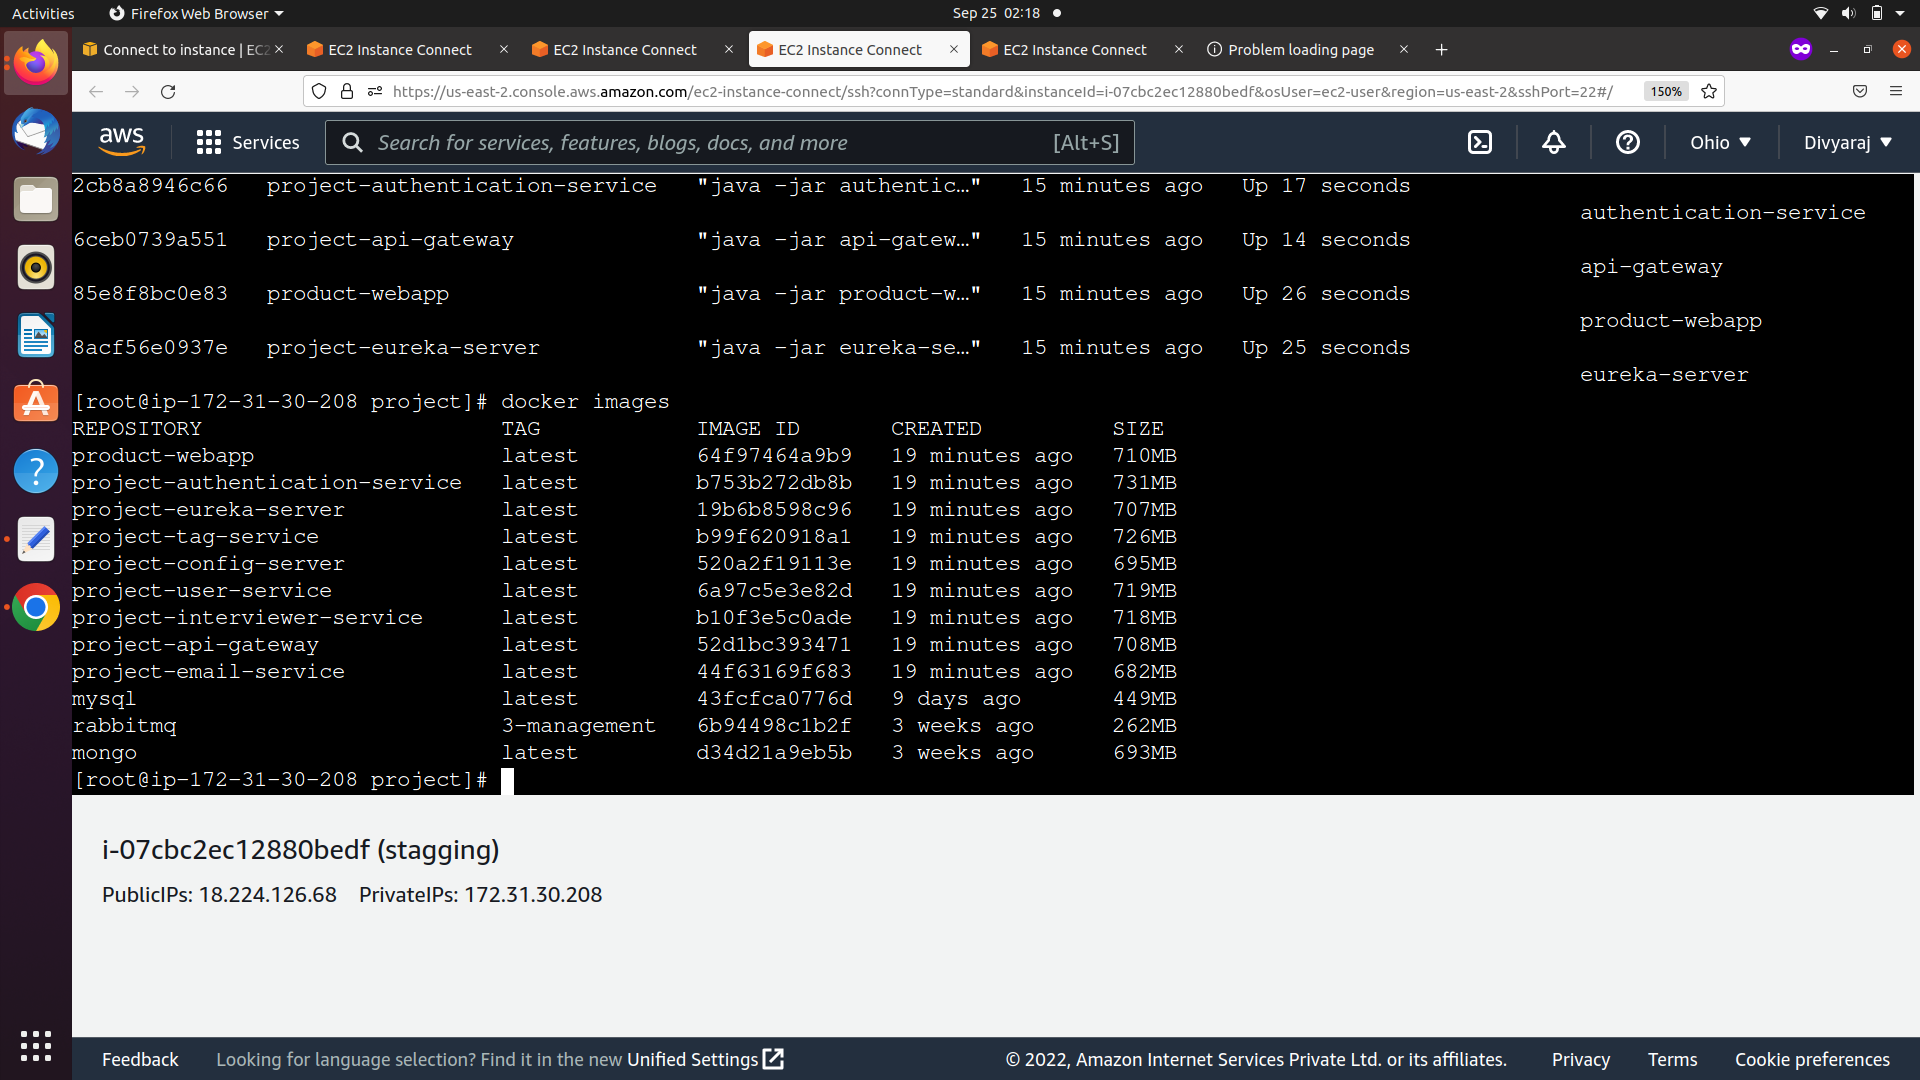 Activities
Firefox Web Browser
Sep 25 02:18
Connect to instance | EC2
EC2 Instance Connect
EC2 Instance Connect
EC2 Instance Connect
EC2 Instance Connect
Problem loading page
https://us-east-2.console.aws.amazon.com/ec2-instance-connect/ssh?connType=standard&instanceId=i-07cbc2ec12880bedf&osUser=ec2-user&region=us-east-2&sshPort=22#/
150%
aws
Services
Search for services, features, blogs, docs, and more
[Alt+S]
Ohio
Divyaraj
2cb8a8946c66 project-authentication-service "java -jar authentic…" 15 minutes ago Up 17 seconds
authentication-service
6ceb0739a551 project-api-gateway "java -jar api-gatew…" 15 minutes ago Up 14 seconds
api-gateway
85e8f8bc0e83 product-webapp "java -jar product-w…" 15 minutes ago Up 26 seconds
product-webapp
8acf56e0937e project-eureka-server "java -jar eureka-se…" 15 minutes ago Up 25 seconds
eureka-server
[root@ip-172-31-30-208 project]# docker images
REPOSITORY TAG IMAGE ID CREATED SIZE
product-webapp latest 64f97464a9b9 19 minutes ago 710MB
project-authentication-service latest b753b272db8b 19 minutes ago 731MB
project-eureka-server latest 19b6b8598c96 19 minutes ago 707MB
project-tag-service latest b99f620918a1 19 minutes ago 726MB
project-config-server latest 520a2f19113e 19 minutes ago 695MB
project-user-service latest 6a97c5e3e82d 19 minutes ago 719MB
project-interviewer-service latest b10f3e5c0ade 19 minutes ago 718MB
project-api-gateway latest 52d1bc393471 19 minutes ago 708MB
project-email-service latest 44f63169f683 19 minutes ago 682MB
mysql latest 43fcfca0776d 9 days ago 449MB
rabbitmq 3-management 6b94498c1b2f 3 weeks ago 262MB
mongo latest d34d21a9eb5b 3 weeks ago 693MB
[root@ip-172-31-30-208 project]#
i-07cbc2ec12880bedf (stagging)
PublicIPs: 18.224.126.68 PrivateIPs: 172.31.30.208
Feedback
Looking for language selection? Find it in the new Unified Settings
© 2022, Amazon Internet Services Private Ltd. or its affiliates.
Privacy
Terms
Cookie preferences